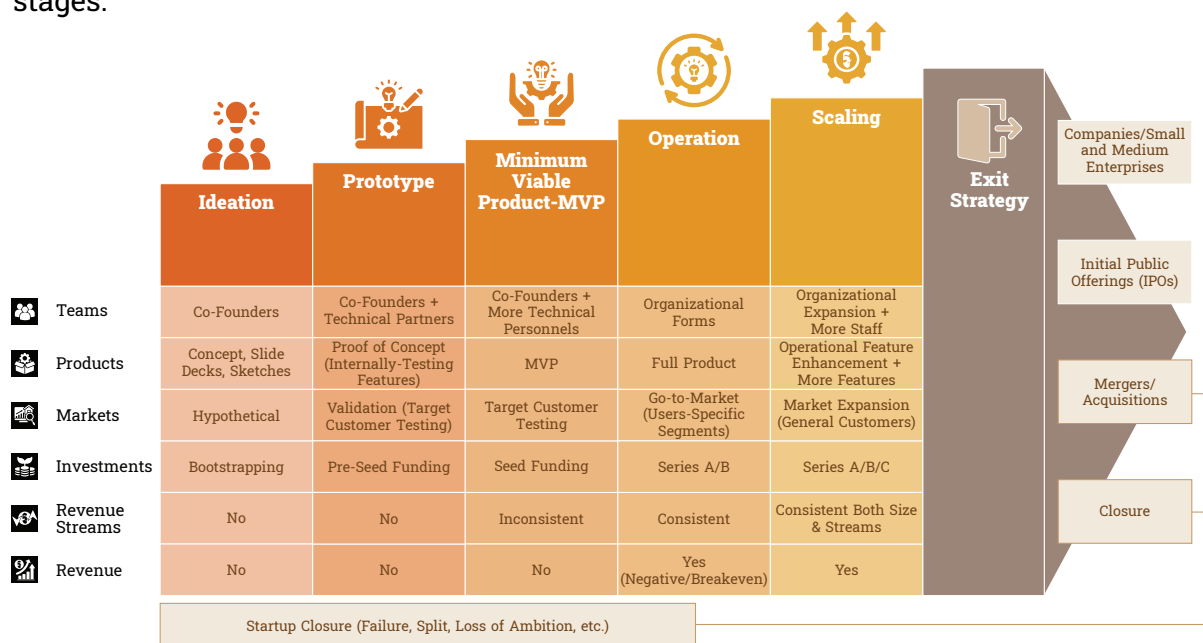 stages:
Ideation
Prototype
Minimum
Viable
Product-MVP
Operation
Scaling
Exit
Strategy
Companies/Small
and Medium
Enterprises
Initial Public
Offerings (IPOs)
Mergers/
Acquisitions
Closure
Teams
Co-Founders
Co-Founders +
Technical Partners
Co-Founders +
More Technical
Personnels
Organizational
Forms
Organizational
Expansion +
More Staff
Products
Concept, Slide
Decks, Sketches
Proof of Concept
(Internally-Testing
Features)
MVP
Full Product
Operational Feature
Enhancement +
More Features
Markets
Hypothetical
Validation (Target
Customer Testing)
Target Customer
Testing
Go-to-Market
(Users-Specific
Segments)
Market Expansion
(General Customers)
Investments
Bootstrapping
Pre-Seed Funding
Seed Funding
Series A/B
Series A/B/C
Revenue
Streams
No
No
Inconsistent
Consistent
Consistent Both Size
& Streams
Revenue
No
No
No
Yes
(Negative/Breakeven)
Yes
Startup Closure (Failure, Split, Loss of Ambition, etc.)